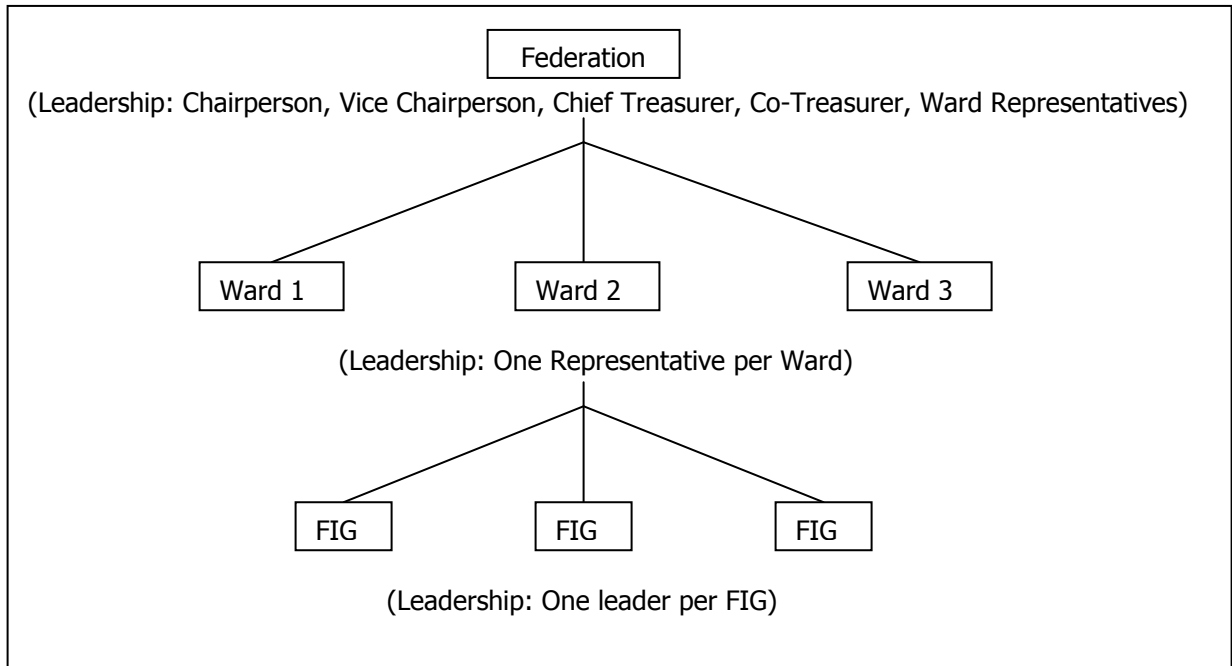 Federation
(Leadership: Chairperson, Vice Chairperson, Chief Treasurer, Co-Treasurer, Ward Representatives)
Ward 1
Ward 2
Ward 3
(Leadership: One Representative per Ward)
FIG
FIG
FIG
(Leadership: One leader per FIG)